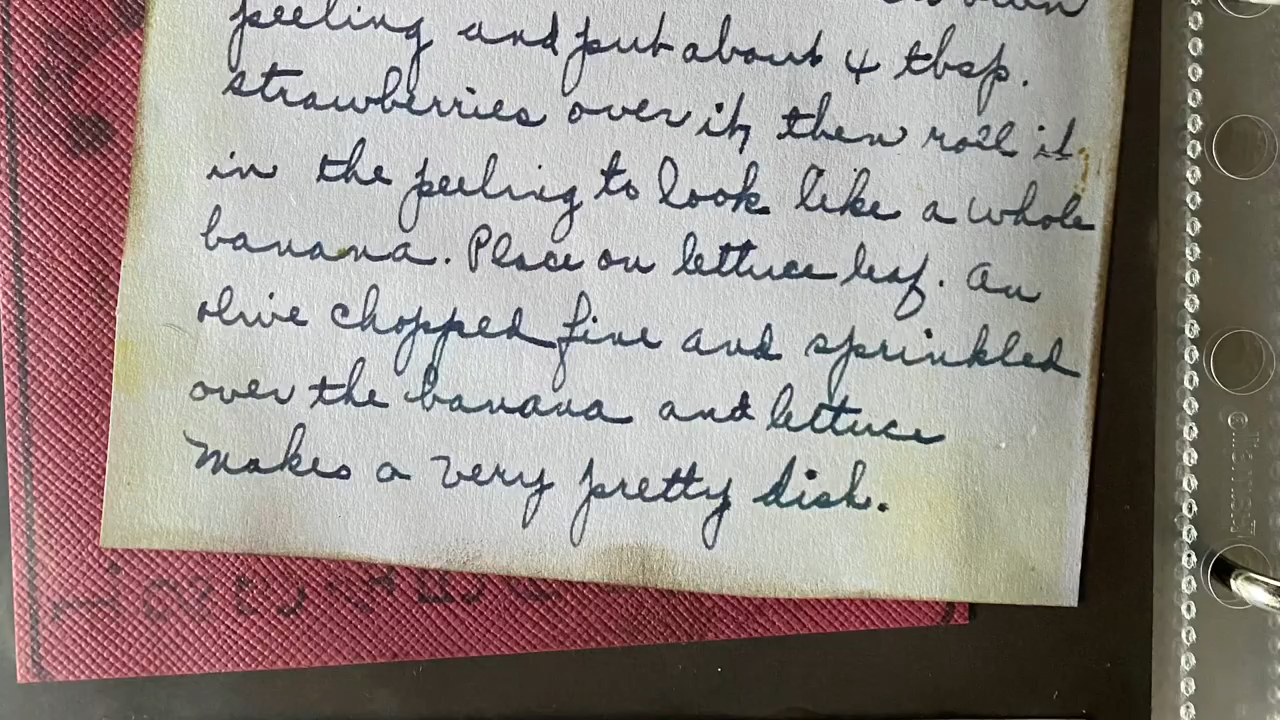 peeling and put about 4 tbsp.
strawberries over it, then roll it
in the peeling to look like a whole
banana. Place on lettuce leaf. An
olive chopped fine and sprinkled
over the banana and lettuce
makes a very pretty dish.